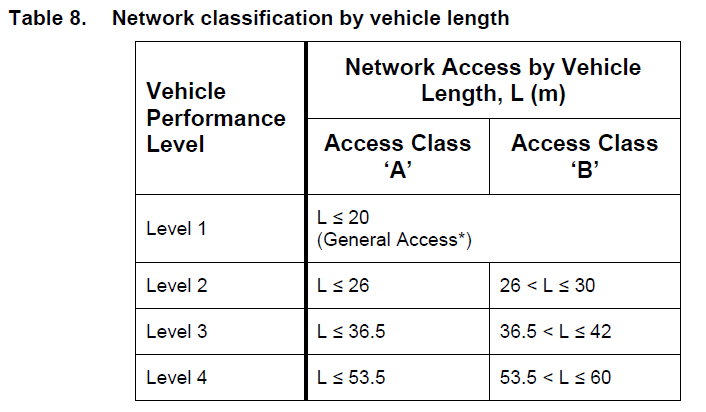 Table 8. Network classification by vehicle length
Vehicle
Performance
Level
Network Access by Vehicle
Length, L (m)
Access Class
‘A’
Access Class
‘B’
Level 1
L ≤ 20
(General Access*)
Level 2
L ≤ 26
26 < L ≤ 30
Level 3
L ≤ 36.5
36.5 < L ≤ 42
Level 4
L ≤ 53.5
53.5 < L ≤ 60